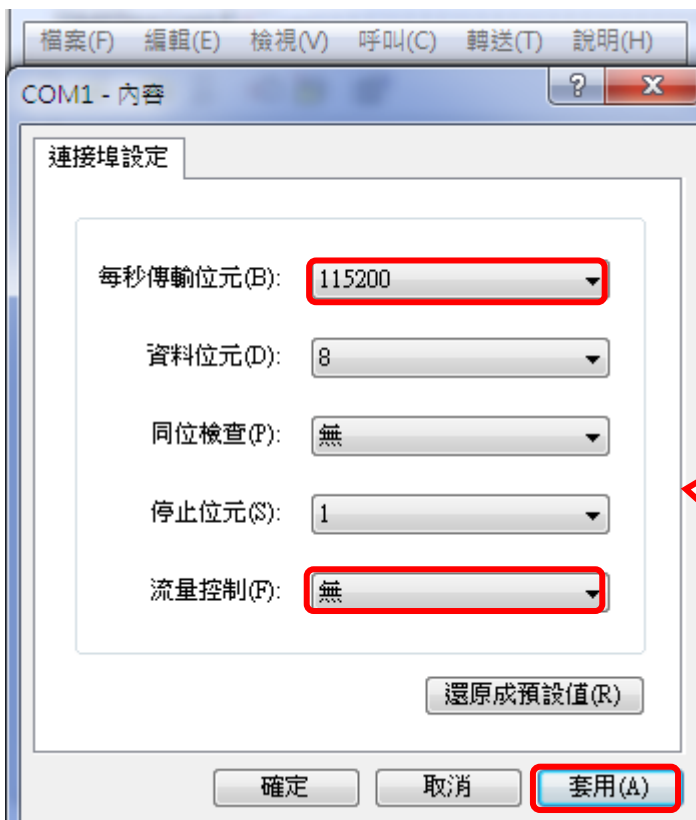 檔案(F) 編輯(E) 檢視(V) 呼叫(C) 轉送(T) 說明(H)
COM1 - 內容
連接埠設定
每秒傳輸位元(B): 115200
資料位元(D): 8
同位檢查(P): 無
停止位元(S): 1
流量控制(F): 無
還原成預設值(R)
確定 取消 套用(A)